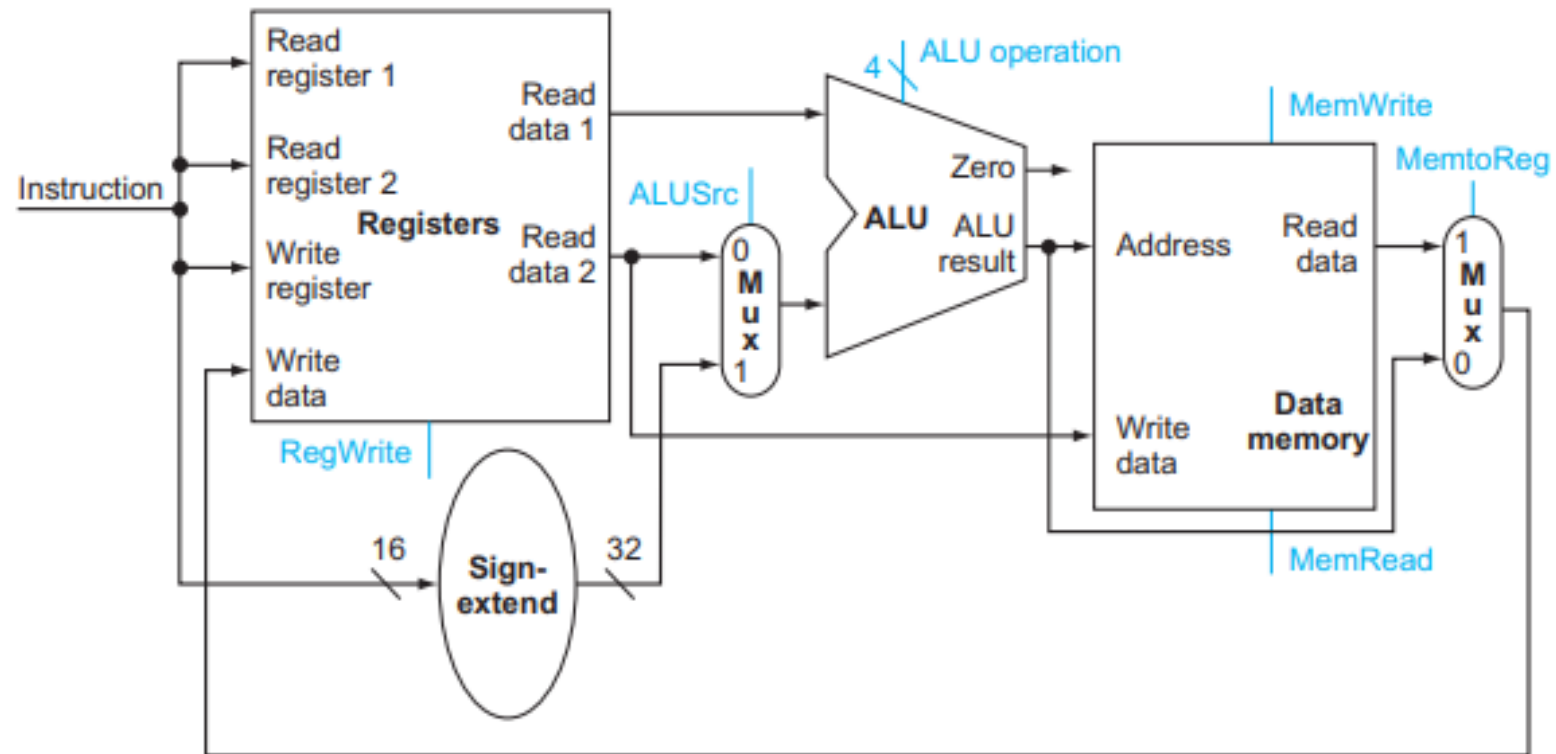 Instruction
Read
register 1
Read
register 2
Registers
Write
register
Write
data
Read
data 1
Read
data 2
RegWrite
16
Sign-
extend
32
ALUSrc
0
M
u
x
1
4
ALU operation
Zero
ALU
ALU
result
MemWrite
Address
Read
data
Write
data
Data
memory
MemRead
MemtoReg
1
M
u
x
0